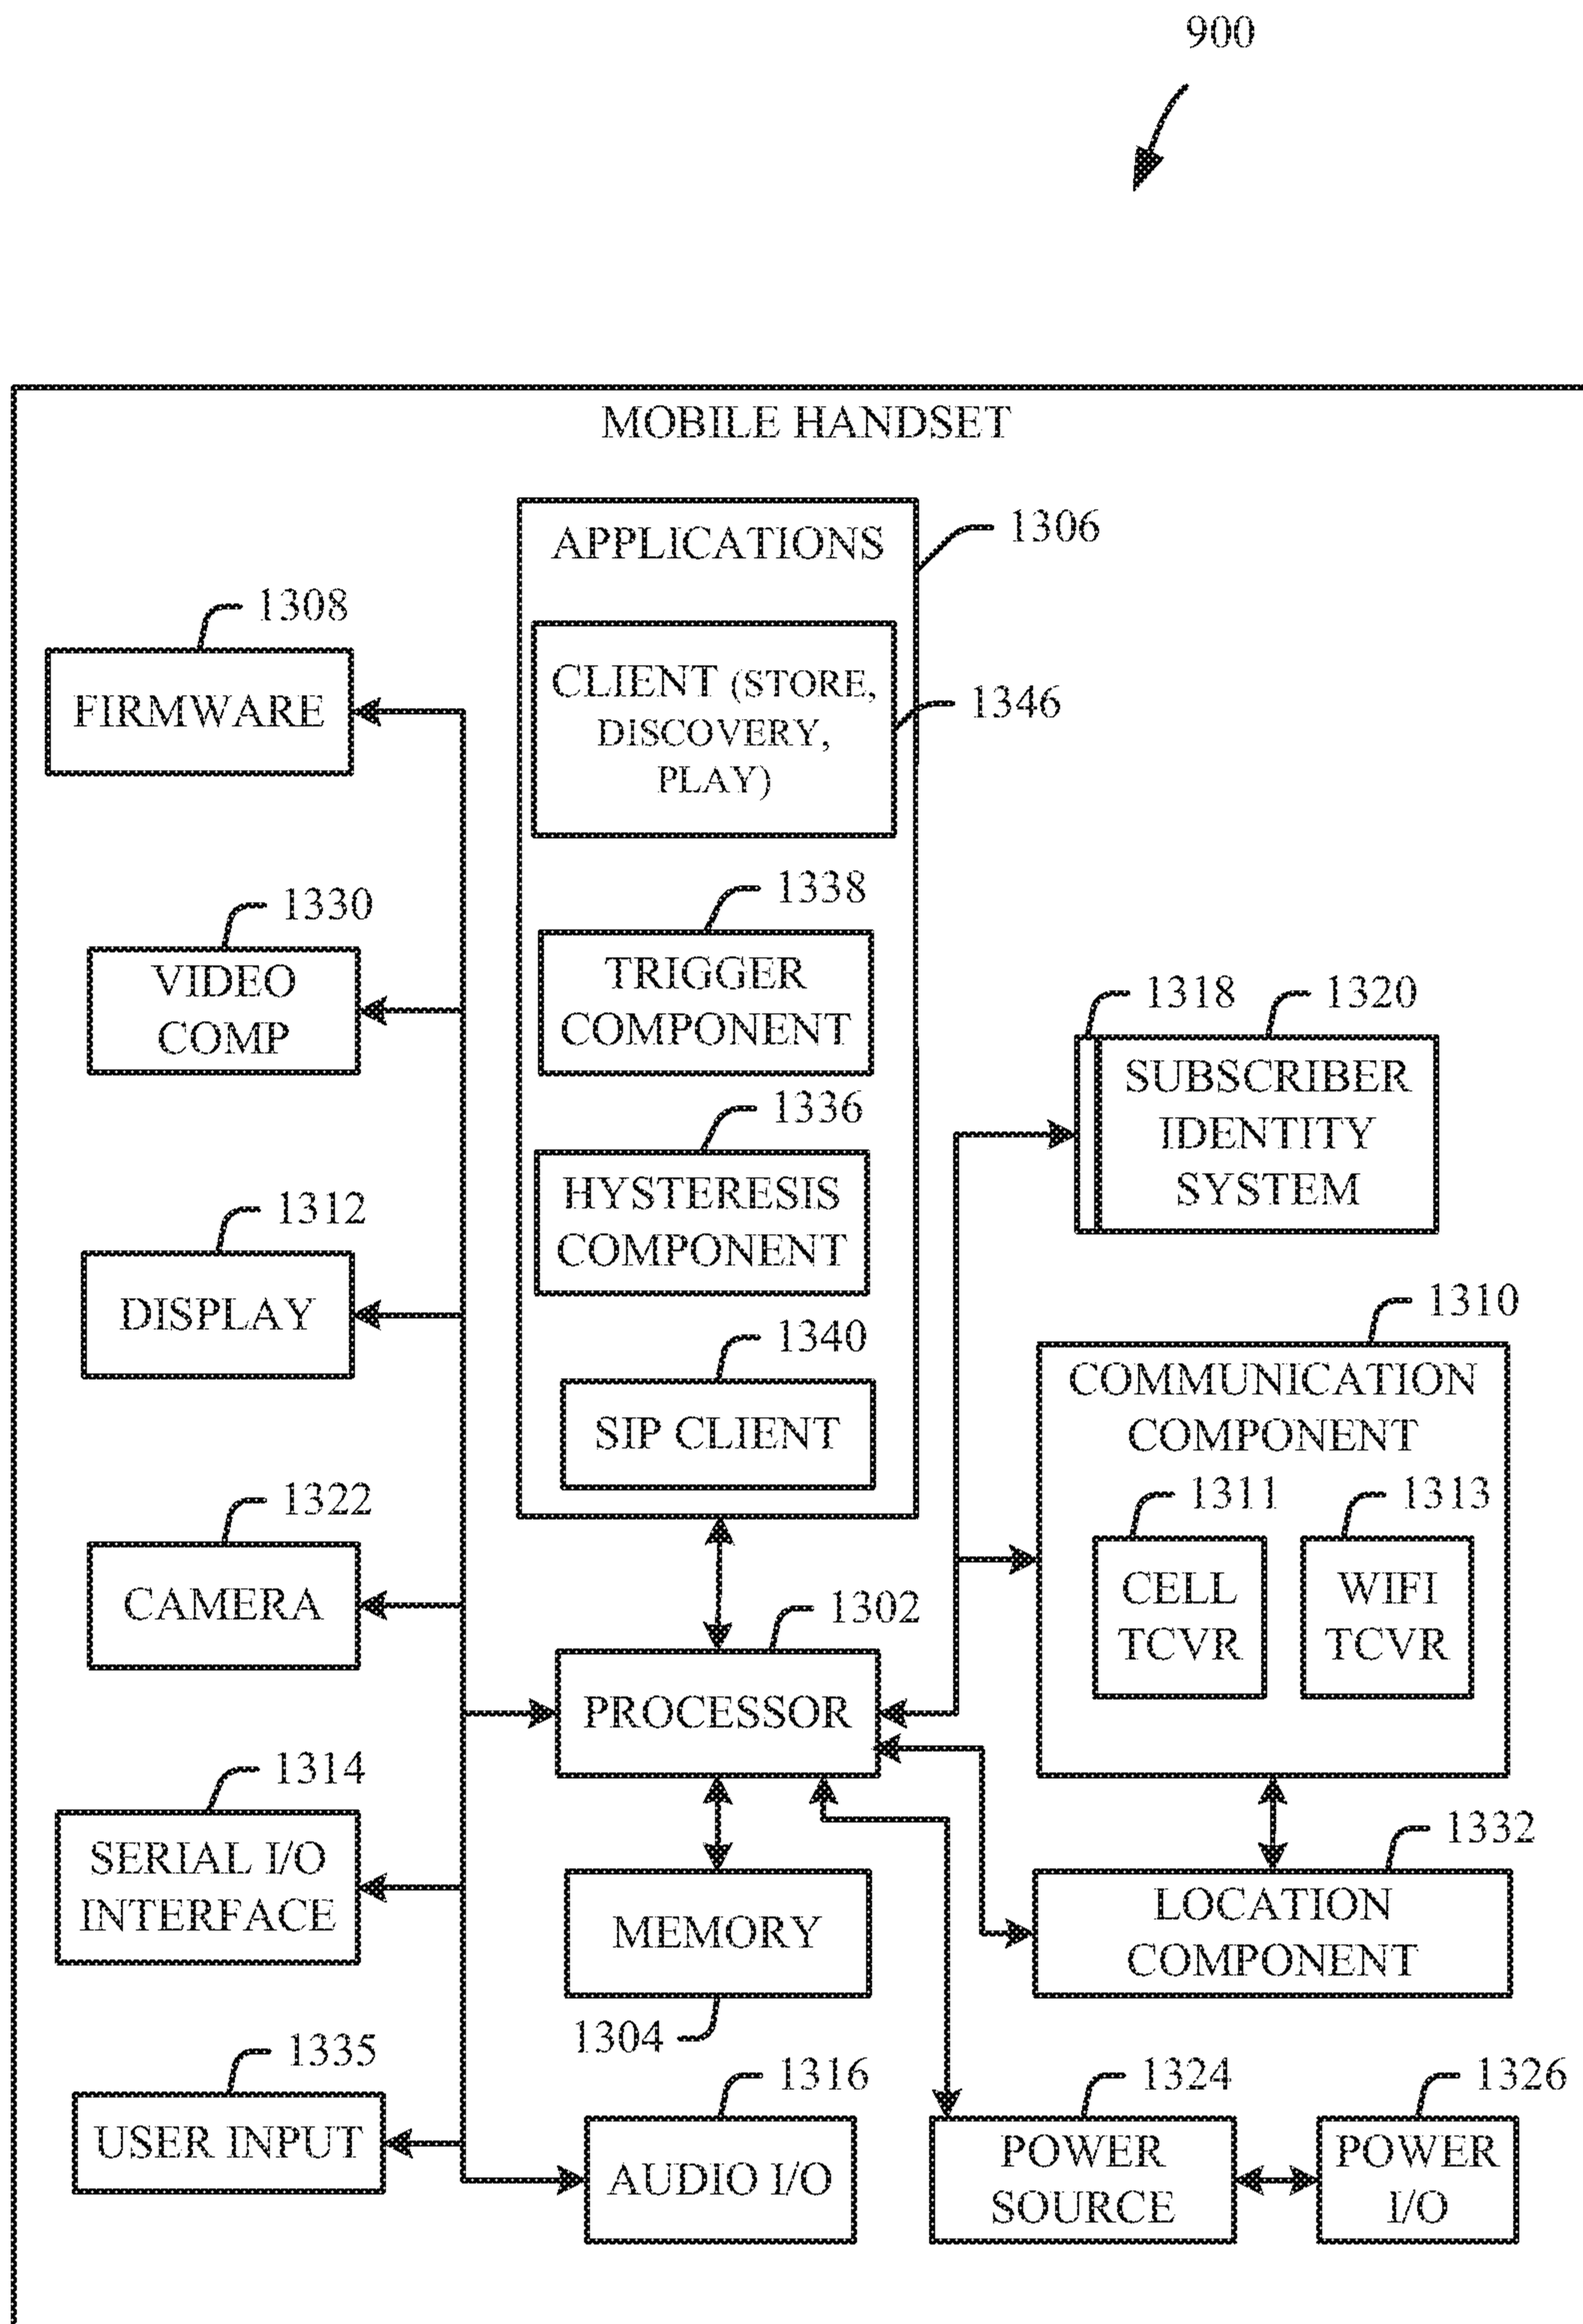 900
MOBILE HANDSET
APPLICATIONS
1306
1308
FIRMWARE
CLIENT (STORE,
DISCOVERY,
PLAY)
1346
1330
VIDEO
COMP
1338
TRIGGER
COMPONENT
1318
1320
SUBSCRIBER
IDENTITY
SYSTEM
1336
HYSTERESIS
COMPONENT
1312
DISPLAY
1340
SIP CLIENT
1310
COMMUNICATION
COMPONENT
1311
CELL
TCVR
1313
WIFI
TCVR
1322
CAMERA
1302
PROCESSOR
1314
SERIAL I/O
INTERFACE
MEMORY
1304
1332
LOCATION
COMPONENT
1335
USER INPUT
1316
AUDIO I/O
1324
POWER
SOURCE
1326
POWER
I/O